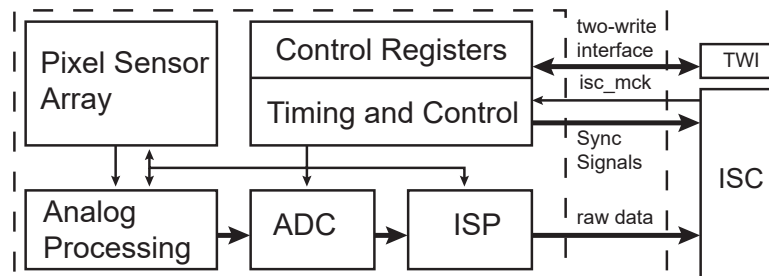 Pixel Sensor
Array
Control Registers
Timing and Control
two-write
interface
TWI
isc_mck
Sync
Signals
ISC
Analog
Processing
ADC
ISP
raw data